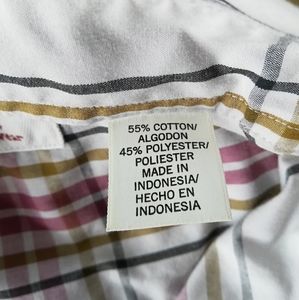 55% COTTON/
ALGODON
45% POLYESTER/
POLIESTER
MADE IN
INDONESIA/
HECHO EN
INDONESIA